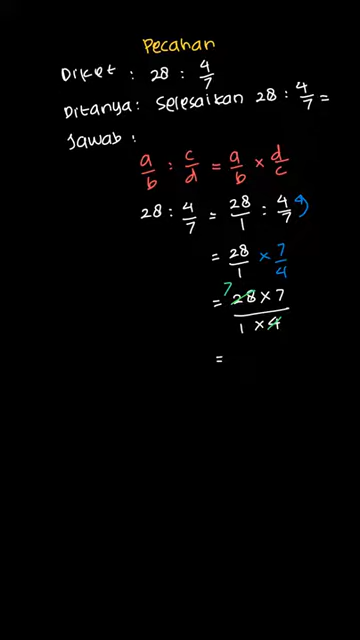 Pecahan
Diket : 28 : 4/7
Ditanya : Selesaikan 28 : 4/7 =
Jawab :
a/b : c/d = a/b × d/c
28 : 4/7 = 28/1 : 4/7
= 28/1 × 7/4
= 7 28 × 7 / 1 × 4
=